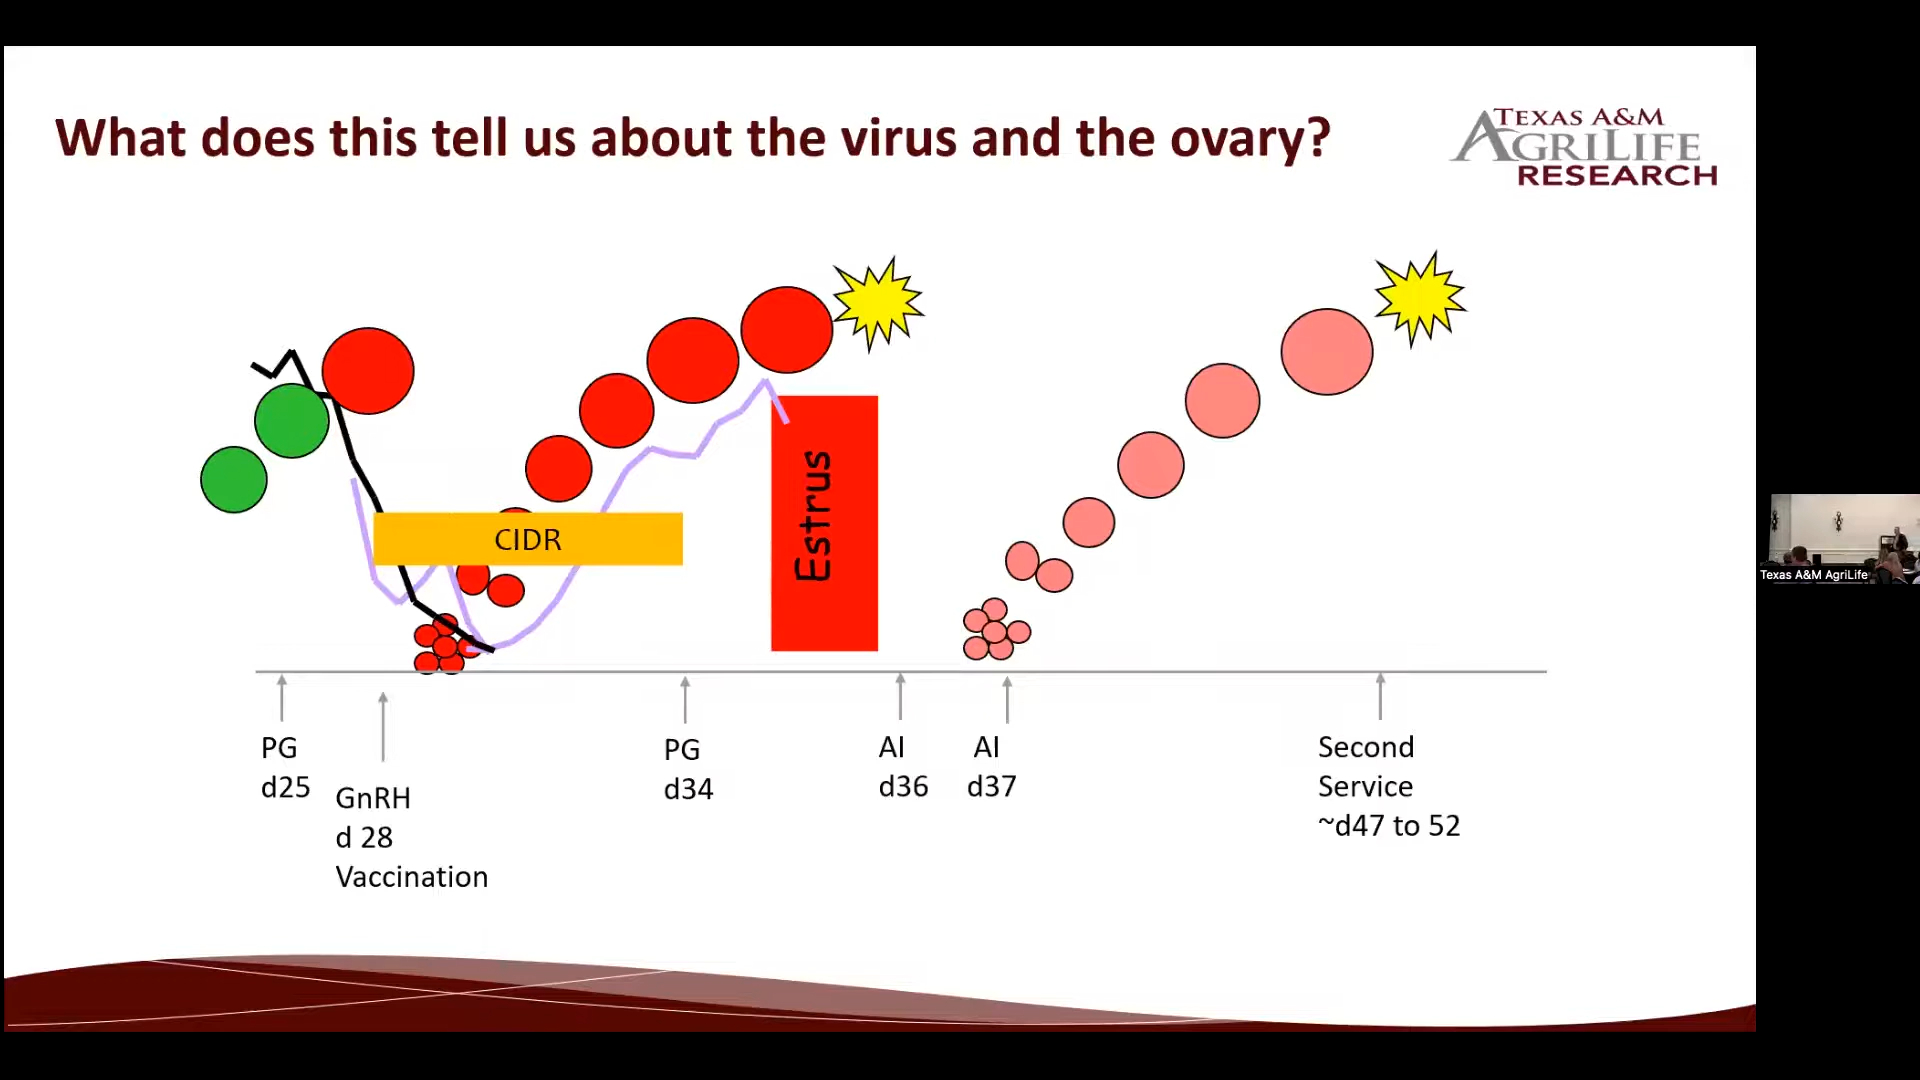 What does this tell us about the virus and the ovary?
TEXAS A&M
AGRILIFE
RESEARCH
CIDR
Estrus
PG
d25
GnRH
d 28
Vaccination
PG
d34
AI
d36
AI
d37
Second
Service
~d47 to 52
Texas A&M AgriLife